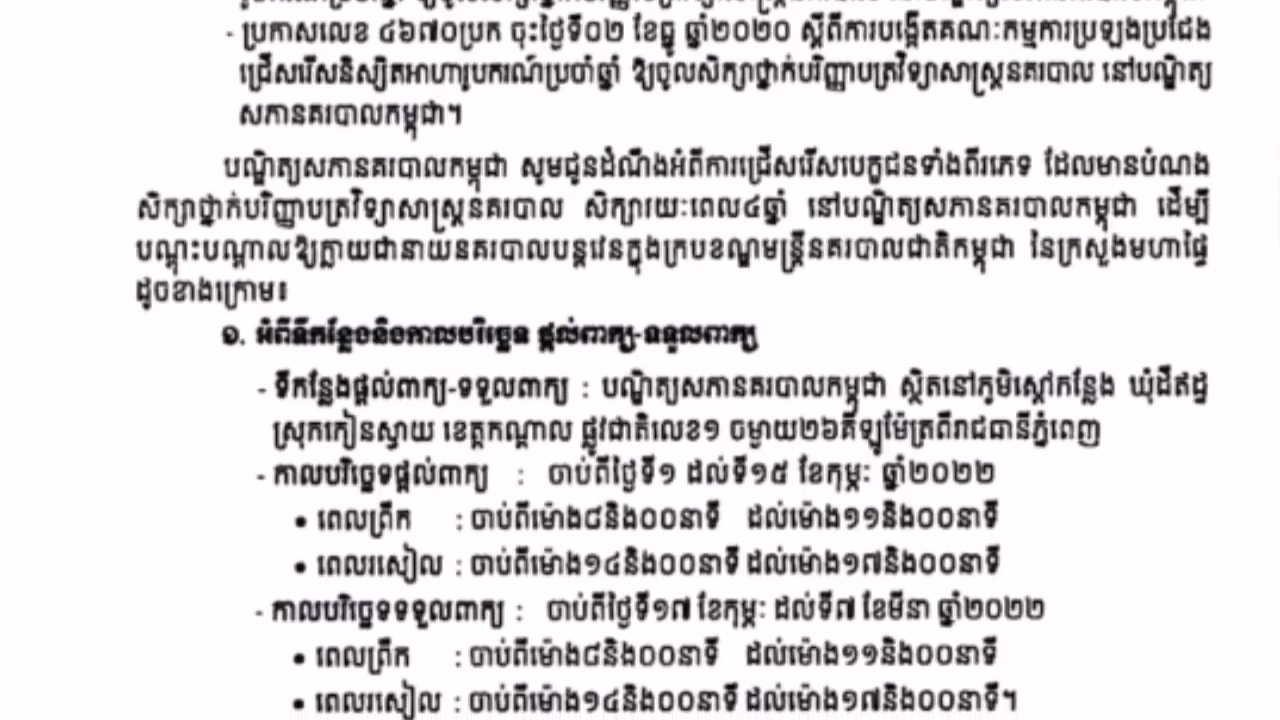 - ប្រកាសលេខ ៤៦៧០ប្រក ចុះថ្ងៃទី០២ ខែធ្នូ ឆ្នាំ២០២០ ស្តីពីការបង្កើតគណៈកម្មការប្រឡងប្រជែង
ជ្រើសរើសនិស្សិតអាហារូបករណ៍ប្រចាំឆ្នាំ ឱ្យចូលសិក្សាថ្នាក់បរិញ្ញាបត្រវិទ្យាសាស្ត្រនគរបាល នៅបណ្ឌិត្យ
សភានគរបាលកម្ពុជា។
បណ្ឌិត្យសភានគរបាលកម្ពុជា សូមជូនដំណឹងអំពីការជ្រើសរើសបេក្ខជនទាំងពីរភេទ ដែលមានបំណង
សិក្សាថ្នាក់បរិញ្ញាបត្រវិទ្យាសាស្ត្រនគរបាល សិក្សារយៈពេល៤ឆ្នាំ នៅបណ្ឌិត្យសភានគរបាលកម្ពុជា ដើម្បី
បណ្តុះបណ្តាលឱ្យក្លាយជានាយនគរបាលបន្តវេនក្នុងក្របខណ្ឌមន្ត្រីនគរបាលជាតិកម្ពុជា នៃក្រសួងមហាផ្ទៃ
ដូចខាងក្រោម៖
១. អំពីទីកន្លែងនិងកាលបរិច្ឆេទ ផ្តល់ពាក្យ-ទទួលពាក្យ
- ទីកន្លែងផ្តល់ពាក្យ-ទទួលពាក្យ : បណ្ឌិត្យសភានគរបាលកម្ពុជា ស្ថិតនៅភូមិស្តៅកន្លែង ឃុំដីឥដ្ឋ
ស្រុកកៀនស្វាយ ខេត្តកណ្តាល ផ្លូវជាតិលេខ១ ចម្ងាយ២៦គីឡូម៉ែត្រពីរាជធានីភ្នំពេញ
- កាលបរិច្ឆេទផ្តល់ពាក្យ : ចាប់ពីថ្ងៃទី១ ដល់ទី១៥ ខែកុម្ភៈ ឆ្នាំ២០២២
• ពេលព្រឹក : ចាប់ពីម៉ោង៨និង០០នាទី ដល់ម៉ោង១១និង០០នាទី
• ពេលរសៀល : ចាប់ពីម៉ោង១៤និង០០នាទី ដល់ម៉ោង១៧និង០០នាទី
- កាលបរិច្ឆេទទទួលពាក្យ : ចាប់ពីថ្ងៃទី១៧ ខែកុម្ភៈ ដល់ទី៧ ខែមីនា ឆ្នាំ២០២២
• ពេលព្រឹក : ចាប់ពីម៉ោង៨និង០០នាទី ដល់ម៉ោង១១និង០០នាទី
• ពេលរសៀល : ចាប់ពីម៉ោង១៤និង០០នាទី ដល់ម៉ោង១៧និង០០នាទី។